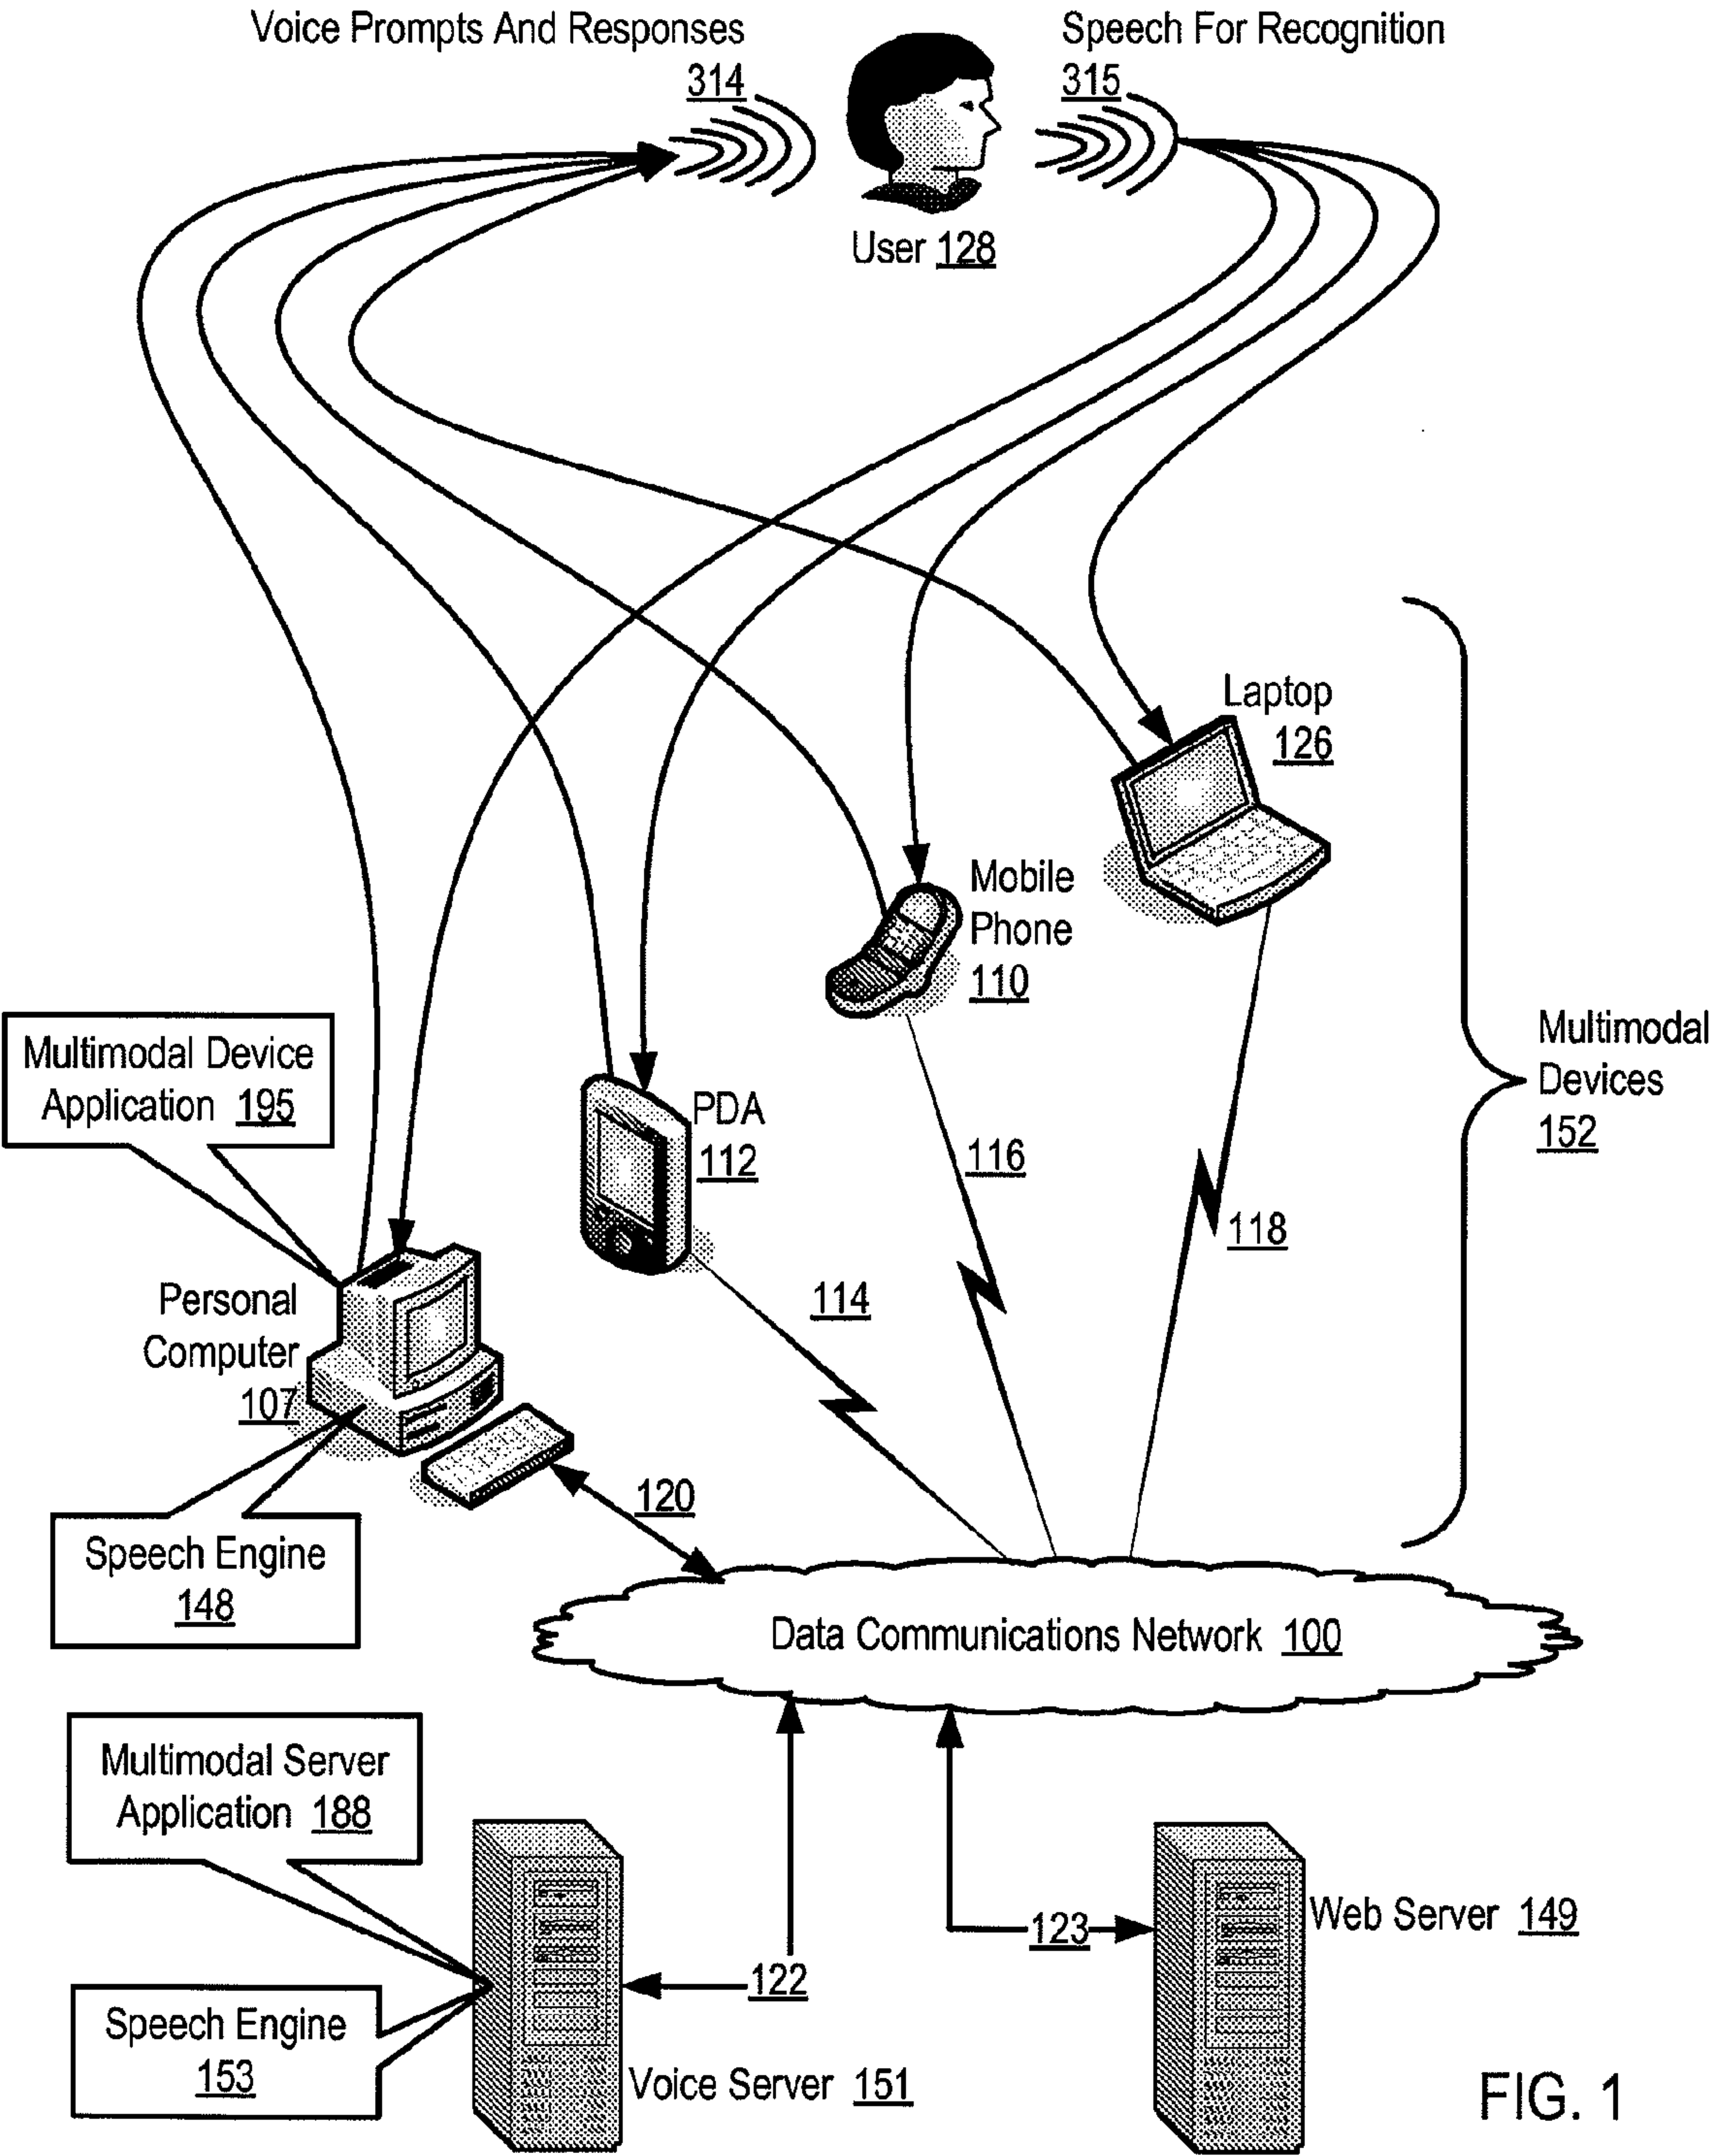 Voice Prompts And Responses
314
Speech For Recognition
315
User 128
Laptop
126
Mobile
Phone
110
Multimodal
Devices
152
Multimodal Device
Application 195
PDA
112
116
118
114
Personal
Computer
107
120
Speech Engine
148
Data Communications Network 100
Multimodal Server
Application 188
Web Server 149
123
122
Speech Engine
153
Voice Server 151
FIG. 1